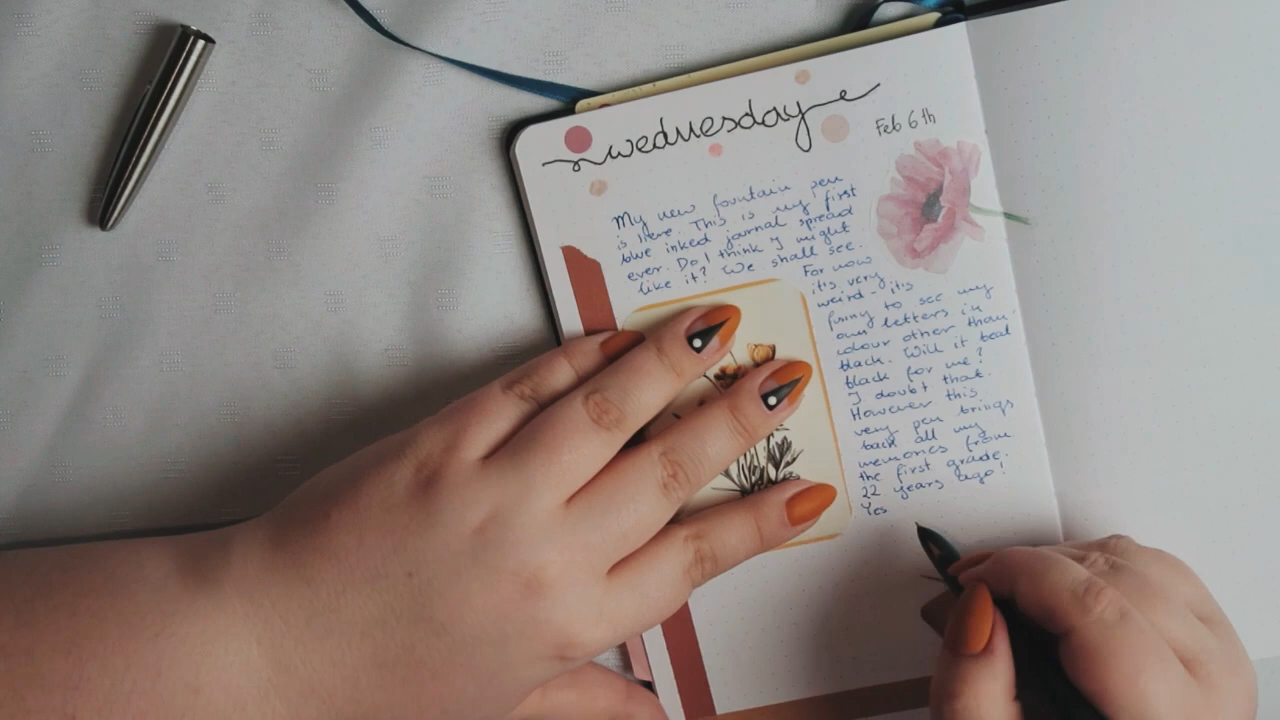 wednesday
Feb 6th
My new fountain pen
is here. This is my first
blue inked journal spread
ever. Do I think I might
like it? We shall see.
For now
it's very
weird - it's
funny to see my
own letters in
colour other than
black. Will it beat
black for me?
I doubt that.
However this
very pen brings
back all my
memories from
the first grade.
22 years ago!
Yes